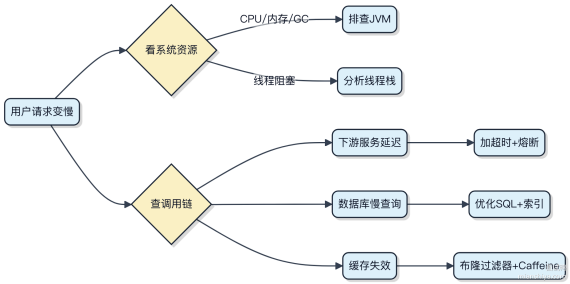 用户请求变慢
看系统资源
CPU/内存/GC
排查JVM
线程阻塞
分析线程栈
查调用链
下游服务延迟
加超时+熔断
数据库慢查询
优化SQL+索引
缓存失效
布隆过滤器+Caffeine